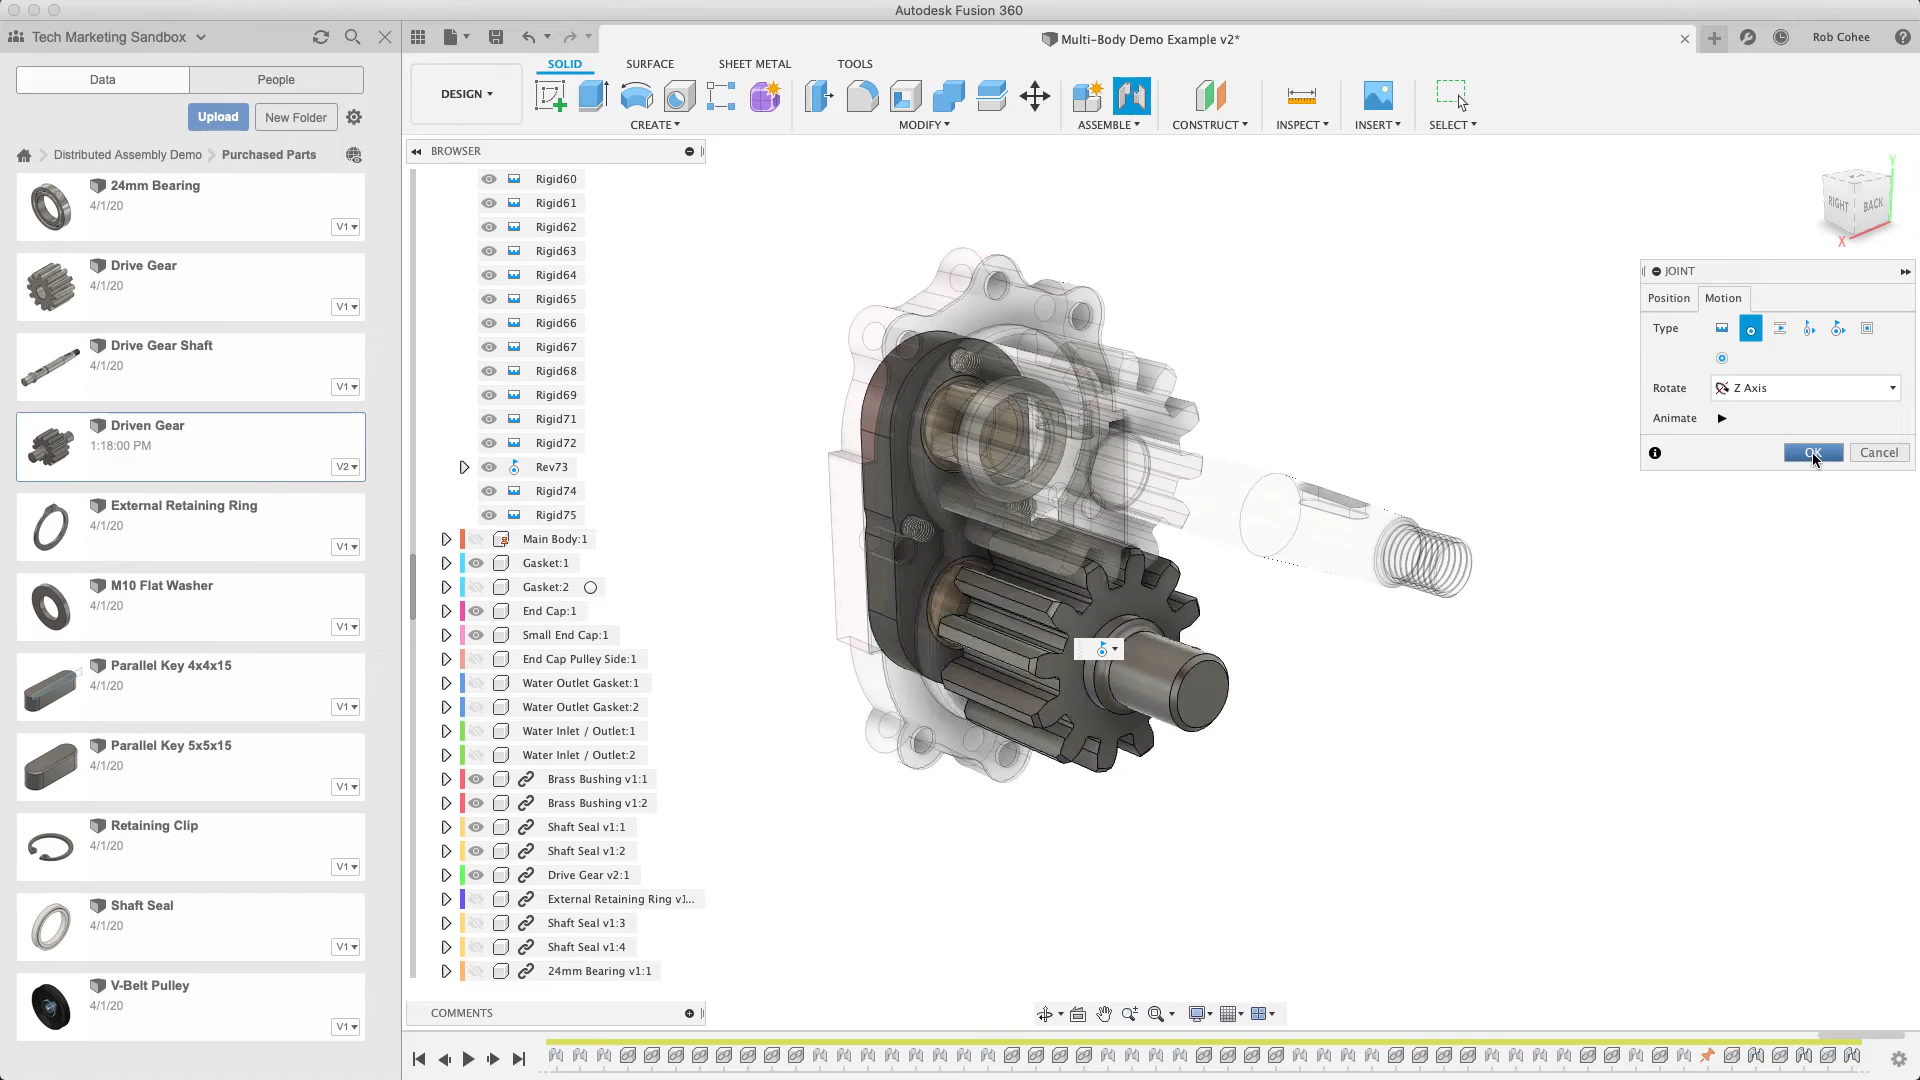 Autodesk Fusion 360
Tech Marketing Sandbox
Multi-Body Demo Example v2*
Rob Cohee
Data
People
Upload
New Folder
Distributed Assembly Demo
Purchased Parts
24mm Bearing
4/1/20
V1
Drive Gear
4/1/20
V1
Drive Gear Shaft
4/1/20
V1
Driven Gear
1:18:00 PM
V2
External Retaining Ring
4/1/20
V1
M10 Flat Washer
4/1/20
V1
Parallel Key 4x4x15
4/1/20
V1
Parallel Key 5x5x15
4/1/20
V1
Retaining Clip
4/1/20
V1
Shaft Seal
4/1/20
V1
V-Belt Pulley
4/1/20
V1
DESIGN
SOLID
SURFACE
SHEET METAL
TOOLS
CREATE
MODIFY
ASSEMBLE
CONSTRUCT
INSPECT
INSERT
SELECT
BROWSER
Rigid60
Rigid61
Rigid62
Rigid63
Rigid64
Rigid65
Rigid66
Rigid67
Rigid68
Rigid69
Rigid71
Rigid72
Rev73
Rigid74
Rigid75
Main Body:1
Gasket:1
Gasket:2
End Cap:1
Small End Cap:1
End Cap Pulley Side:1
Water Outlet Gasket:1
Water Outlet Gasket:2
Water Inlet / Outlet:1
Water Inlet / Outlet:2
Brass Bushing v1:1
Brass Bushing v1:2
Shaft Seal v1:1
Shaft Seal v1:2
Drive Gear v2:1
External Retaining Ring v1...
Shaft Seal v1:3
Shaft Seal v1:4
24mm Bearing v1:1
COMMENTS
Y
RIGHT
BACK
X
JOINT
Position
Motion
Type
Rotate
Z Axis
Animate
OK
Cancel